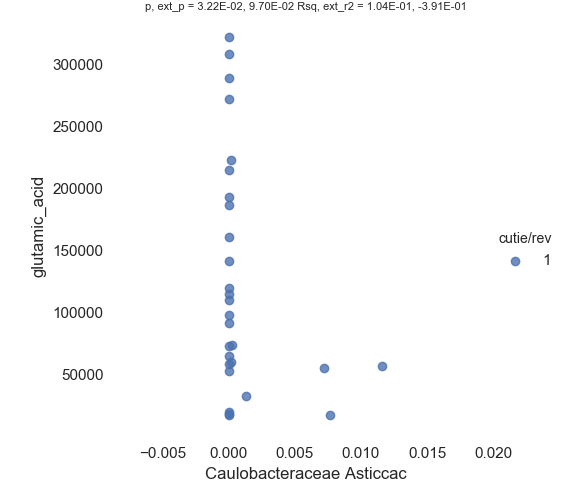 p, ext_p = 3.22E-02, 9.70E-02 Rsq, ext_r2 = 1.04E-01, -3.91E-01
300000
250000
200000
150000
100000
50000
glutamic_acid
cutie/rev
1
−0.005 0.000 0.005 0.010 0.015 0.020
Caulobacteraceae Asticcac